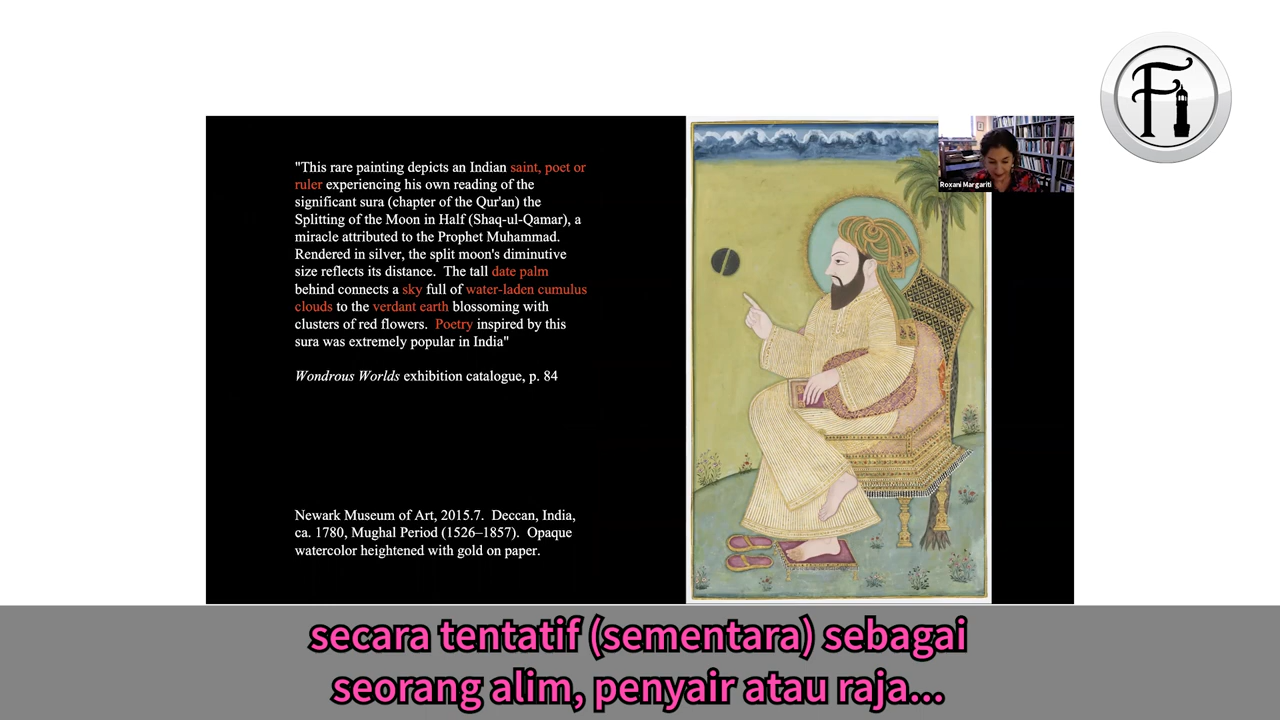 Fi
"This rare painting depicts an Indian saint, poet or
ruler experiencing his own reading of the
significant sura (chapter of the Qur'an) the
Splitting of the Moon in Half (Shaq-ul-Qamar), a
miracle attributed to the Prophet Muhammad.
Rendered in silver, the split moon's diminutive
size reflects its distance.  The tall date palm
behind connects a sky full of water-laden cumulus
clouds to the verdant earth blossoming with
clusters of red flowers.  Poetry inspired by this
sura was extremely popular in India"
Wondrous Worlds exhibition catalogue, p. 84
Newark Museum of Art, 2015.7.  Deccan, India,
ca. 1780, Mughal Period (1526–1857).  Opaque
watercolor heightened with gold on paper.
Roxani Margariti
secara tentatif (sementara) sebagai
seorang alim, penyair atau raja...